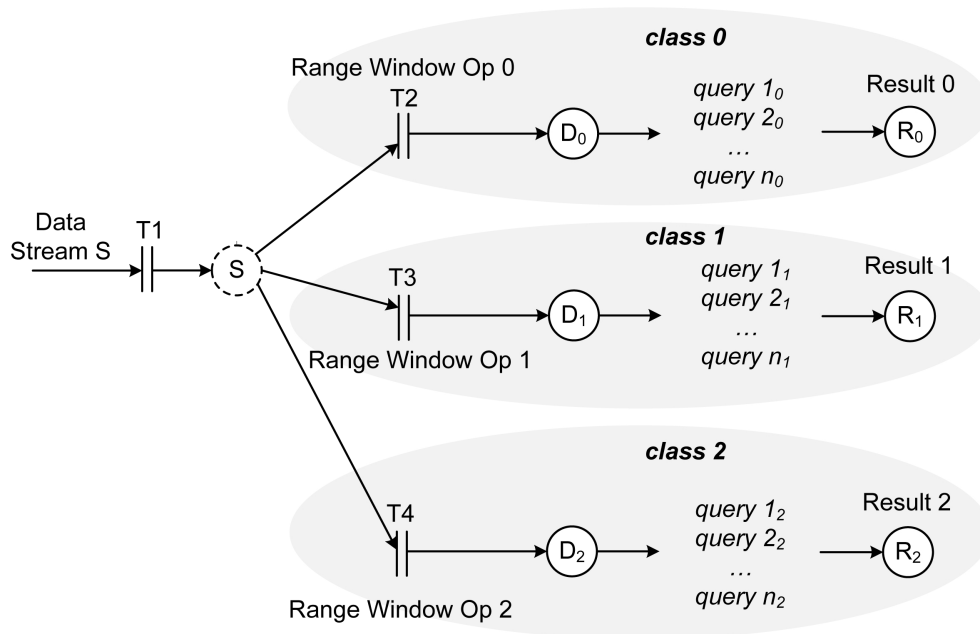 class 0
Range Window Op 0
T2
D₀
query 1₀
query 2₀
...
query n₀
Result 0
R₀
Data
Stream S
T1
S
class 1
T3
Range Window Op 1
D₁
query 1₁
query 2₁
...
query n₁
Result 1
R₁
class 2
T4
Range Window Op 2
D₂
query 1₂
query 2₂
...
query n₂
Result 2
R₂